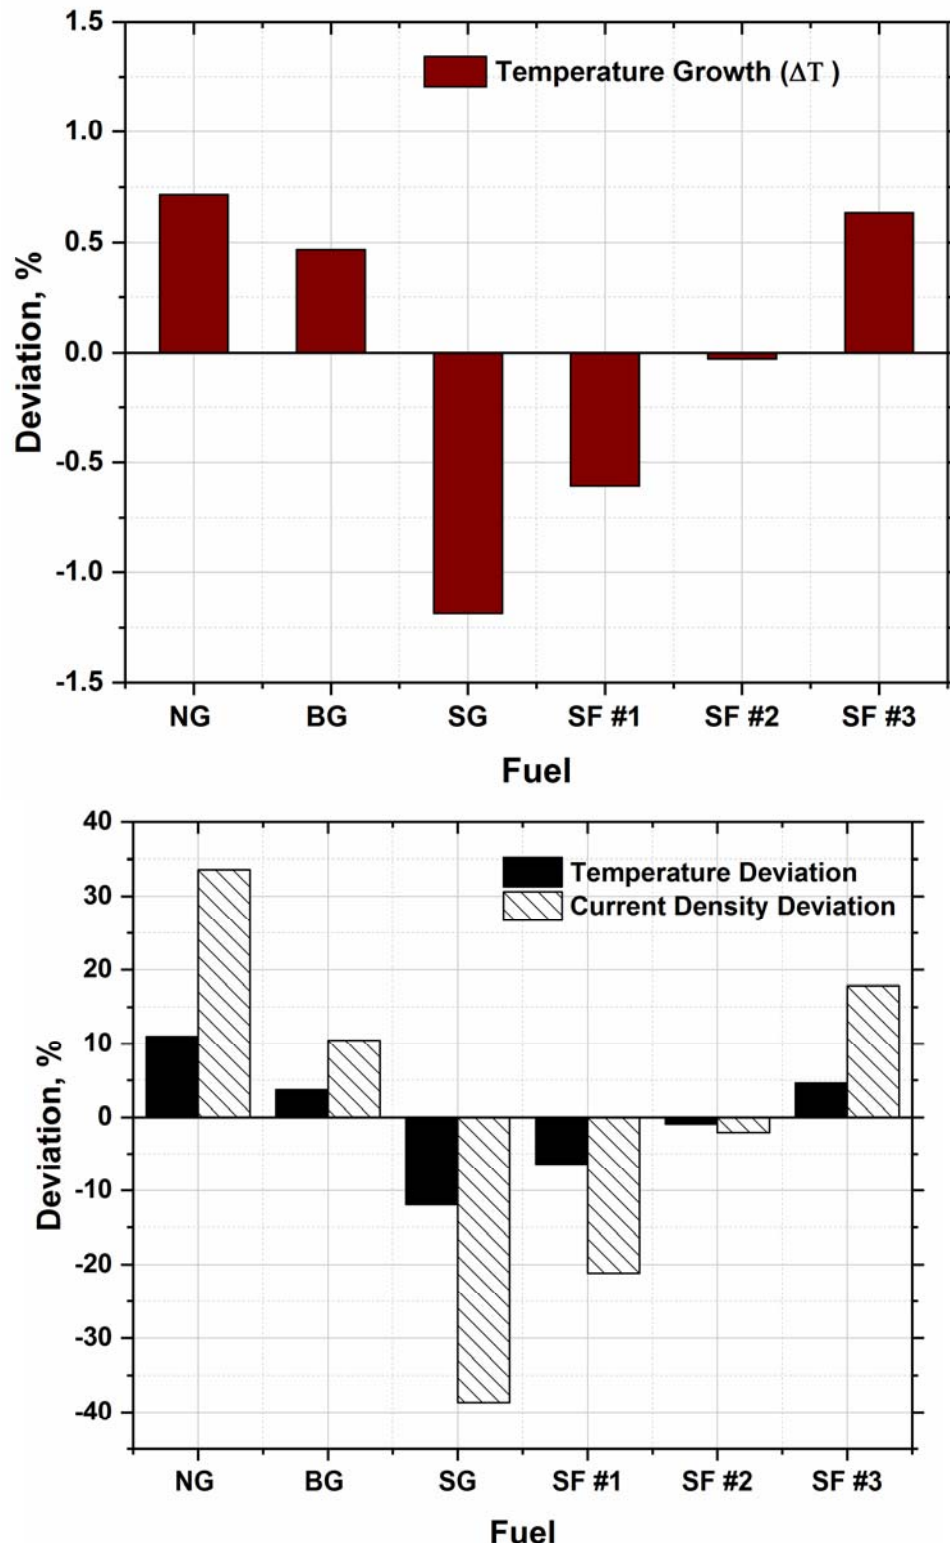 1.5
Temperature Growth (ΔT )
1.0
0.5
0.0
-0.5
-1.0
-1.5
Deviation, %
NG BG SG SF #1 SF #2 SF #3
Fuel
40
Temperature Deviation
30
Current Density Deviation
20
10
0
-10
-20
-30
-40
Deviation, %
NG BG SG SF #1 SF #2 SF #3
Fuel